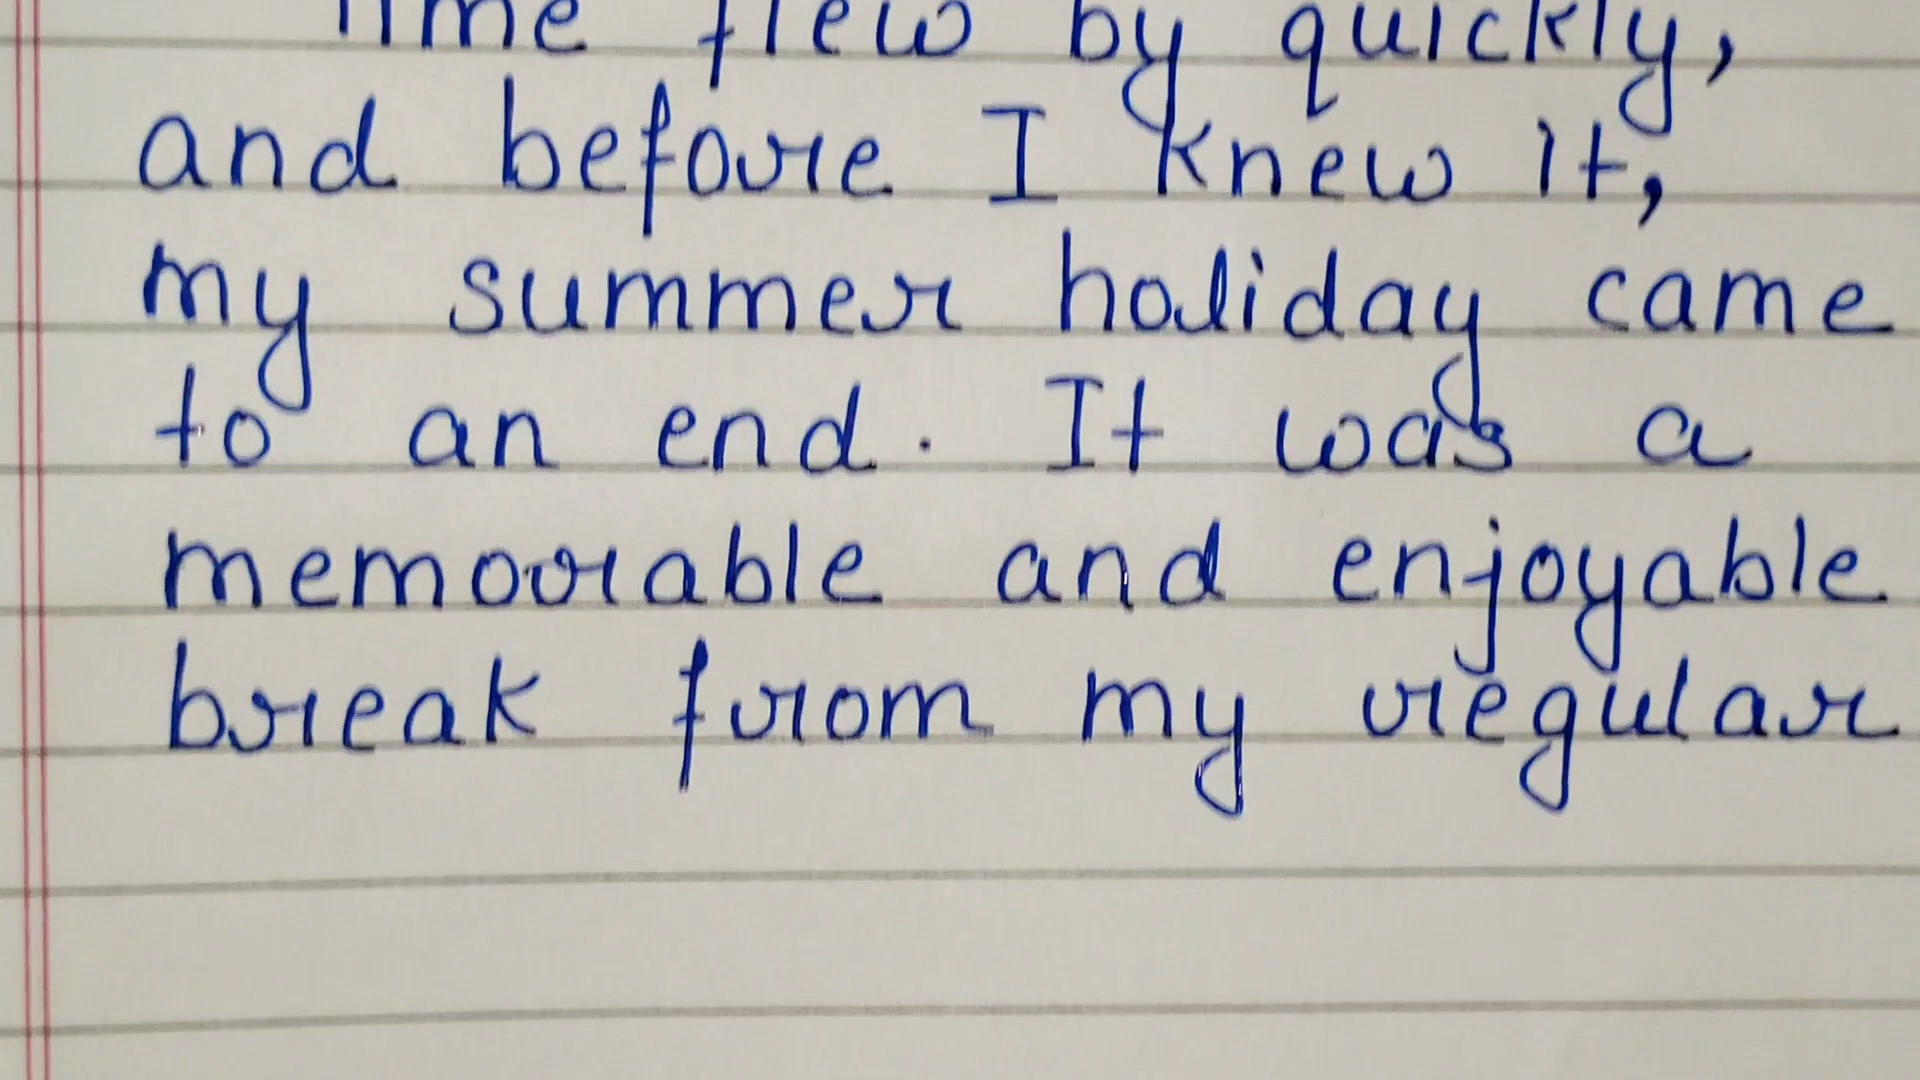 Time flew by quickly,
and before I knew it,
my summer holiday came
to an end. It was a
memorable and enjoyable
break from my regular